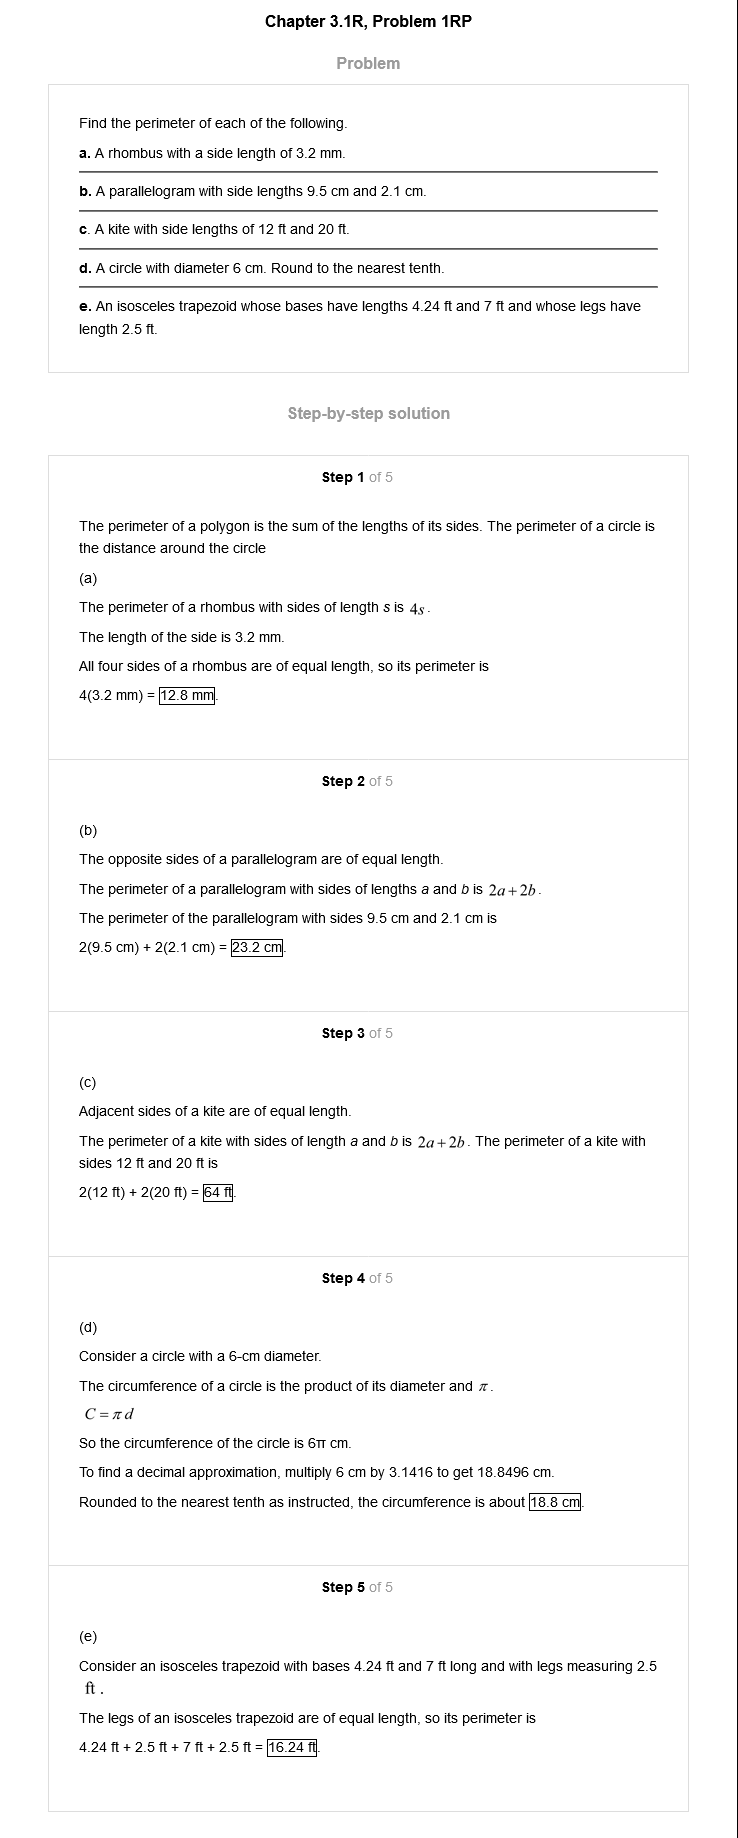 Chapter 3.1R, Problem 1RP
Problem
Find the perimeter of each of the following.
a. A rhombus with a side length of 3.2 mm.
b. A parallelogram with side lengths 9.5 cm and 2.1 cm.
c. A kite with side lengths of 12 ft and 20 ft.
d. A circle with diameter 6 cm. Round to the nearest tenth.
e. An isosceles trapezoid whose bases have lengths 4.24 ft and 7 ft and whose legs have
length 2.5 ft.
Step-by-step solution
Step 1 of 5
The perimeter of a polygon is the sum of the lengths of its sides. The perimeter of a circle is
the distance around the circle
(a)
The perimeter of a rhombus with sides of length s is 4s.
The length of the side is 3.2 mm.
All four sides of a rhombus are of equal length, so its perimeter is
4(3.2 mm) = 12.8 mm.
Step 2 of 5
(b)
The opposite sides of a parallelogram are of equal length.
The perimeter of a parallelogram with sides of lengths a and b is 2a+2b.
The perimeter of the parallelogram with sides 9.5 cm and 2.1 cm is
2(9.5 cm) + 2(2.1 cm) = 23.2 cm.
Step 3 of 5
(c)
Adjacent sides of a kite are of equal length.
The perimeter of a kite with sides of length a and b is 2a+2b. The perimeter of a kite with
sides 12 ft and 20 ft is
2(12 ft) + 2(20 ft) = 64 ft.
Step 4 of 5
(d)
Consider a circle with a 6-cm diameter.
The circumference of a circle is the product of its diameter and π.
C = πd
So the circumference of the circle is 6π cm.
To find a decimal approximation, multiply 6 cm by 3.1416 to get 18.8496 cm.
Rounded to the nearest tenth as instructed, the circumference is about 18.8 cm.
Step 5 of 5
(e)
Consider an isosceles trapezoid with bases 4.24 ft and 7 ft long and with legs measuring 2.5
ft.
The legs of an isosceles trapezoid are of equal length, so its perimeter is
4.24 ft + 2.5 ft + 7 ft + 2.5 ft = 16.24 ft.